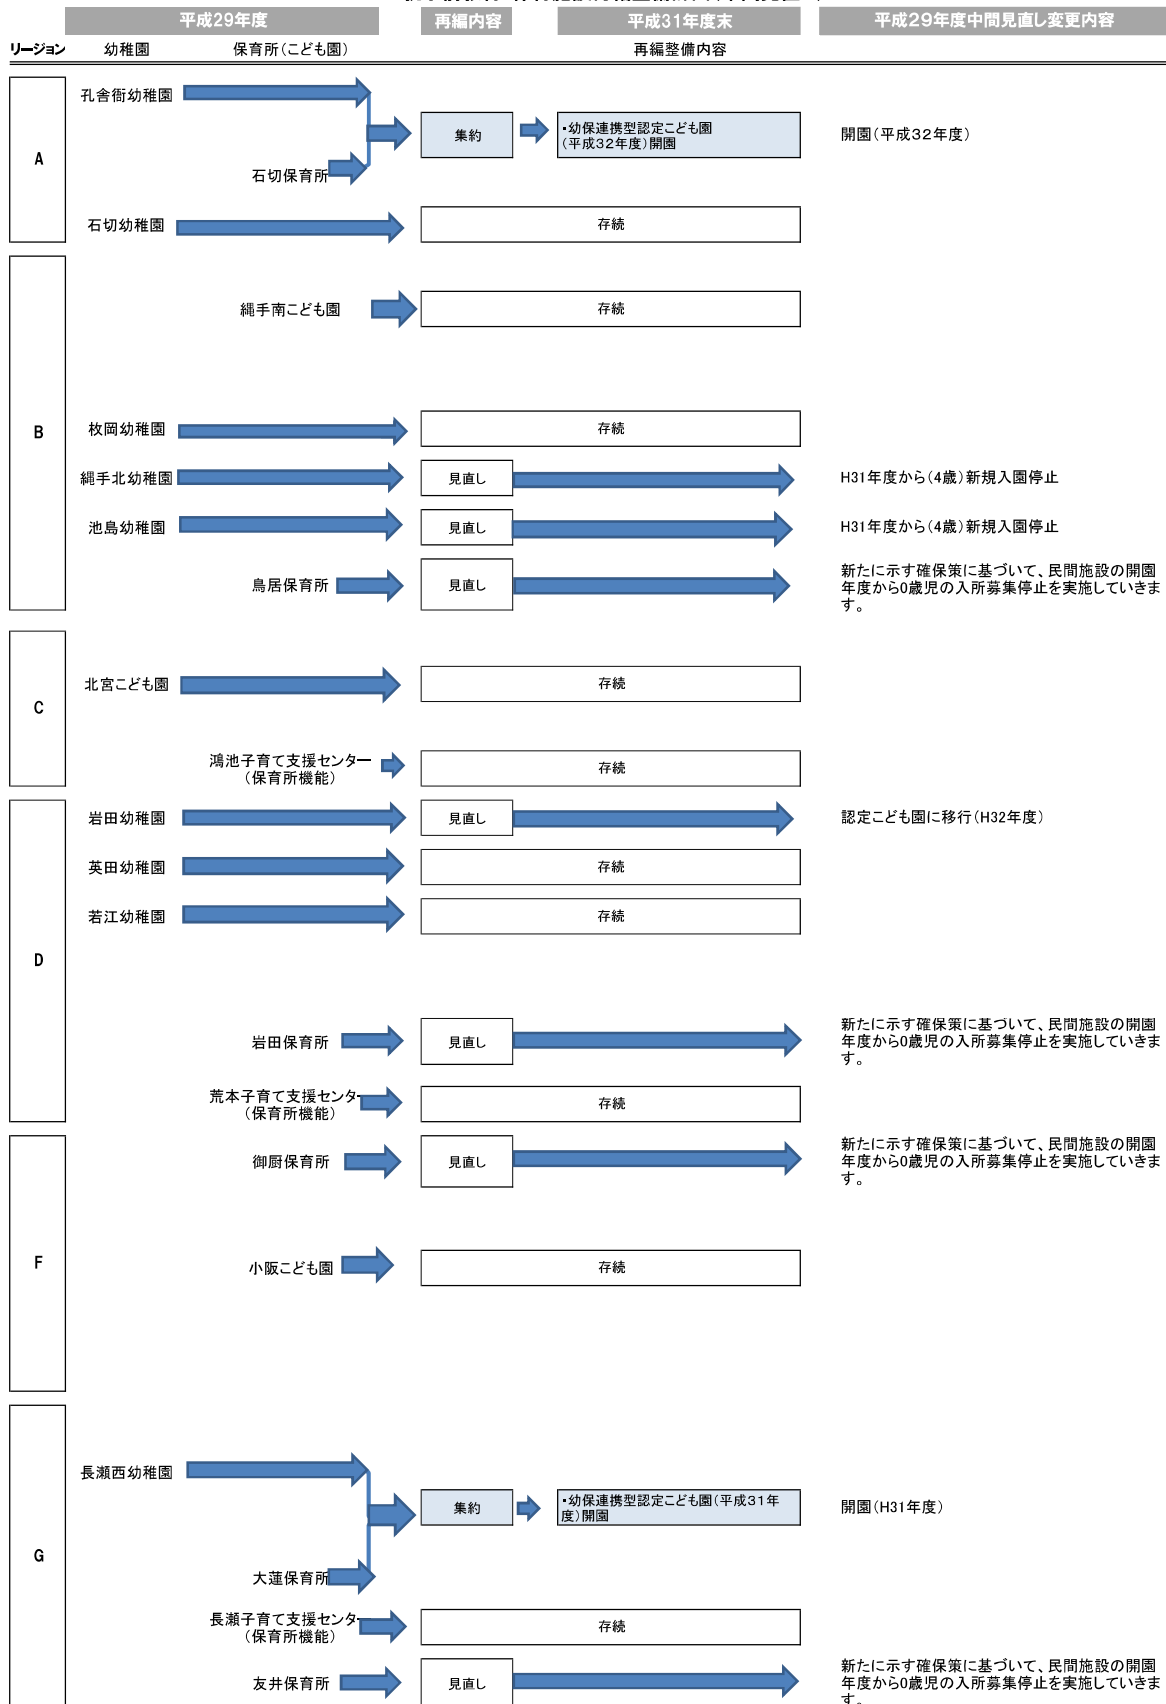 平成29年度 再編内容 平成31年度末 平成29年度中間見直し変更内容
リージョン 幼稚園 保育所(こども園) 再編整備内容
A
孔舎衙幼稚園
集約
・幼保連携型認定こども園
(平成32年度)開園
開園(平成32年度)
石切保育所
石切幼稚園 存続
B
縄手南こども園 存続
枚岡幼稚園 存続
縄手北幼稚園 見直し H31年度から(4歳)新規入園停止
池島幼稚園 見直し H31年度から(4歳)新規入園停止
鳥居保育所 見直し
新たに示す確保策に基づいて、民間施設の開園
年度から0歳児の入所募集停止を実施していきま
す。
C
北宮こども園 存続
鴻池子育て支援センター
(保育所機能)
存続
D
岩田幼稚園 見直し 認定こども園に移行(H32年度)
英田幼稚園 存続
若江幼稚園 存続
岩田保育所 見直し
新たに示す確保策に基づいて、民間施設の開園
年度から0歳児の入所募集停止を実施していきま
す。
荒本子育て支援センター
(保育所機能)
存続
F
御厨保育所 見直し
新たに示す確保策に基づいて、民間施設の開園
年度から0歳児の入所募集停止を実施していきま
す。
小阪こども園 存続
G
長瀬西幼稚園
集約
・幼保連携型認定こども園(平成31年
度)開園
開園(H31年度)
大蓮保育所
長瀬子育て支援センター
(保育所機能)
存続
友井保育所 見直し
新たに示す確保策に基づいて、民間施設の開園
年度から0歳児の入所募集停止を実施していきま
す。